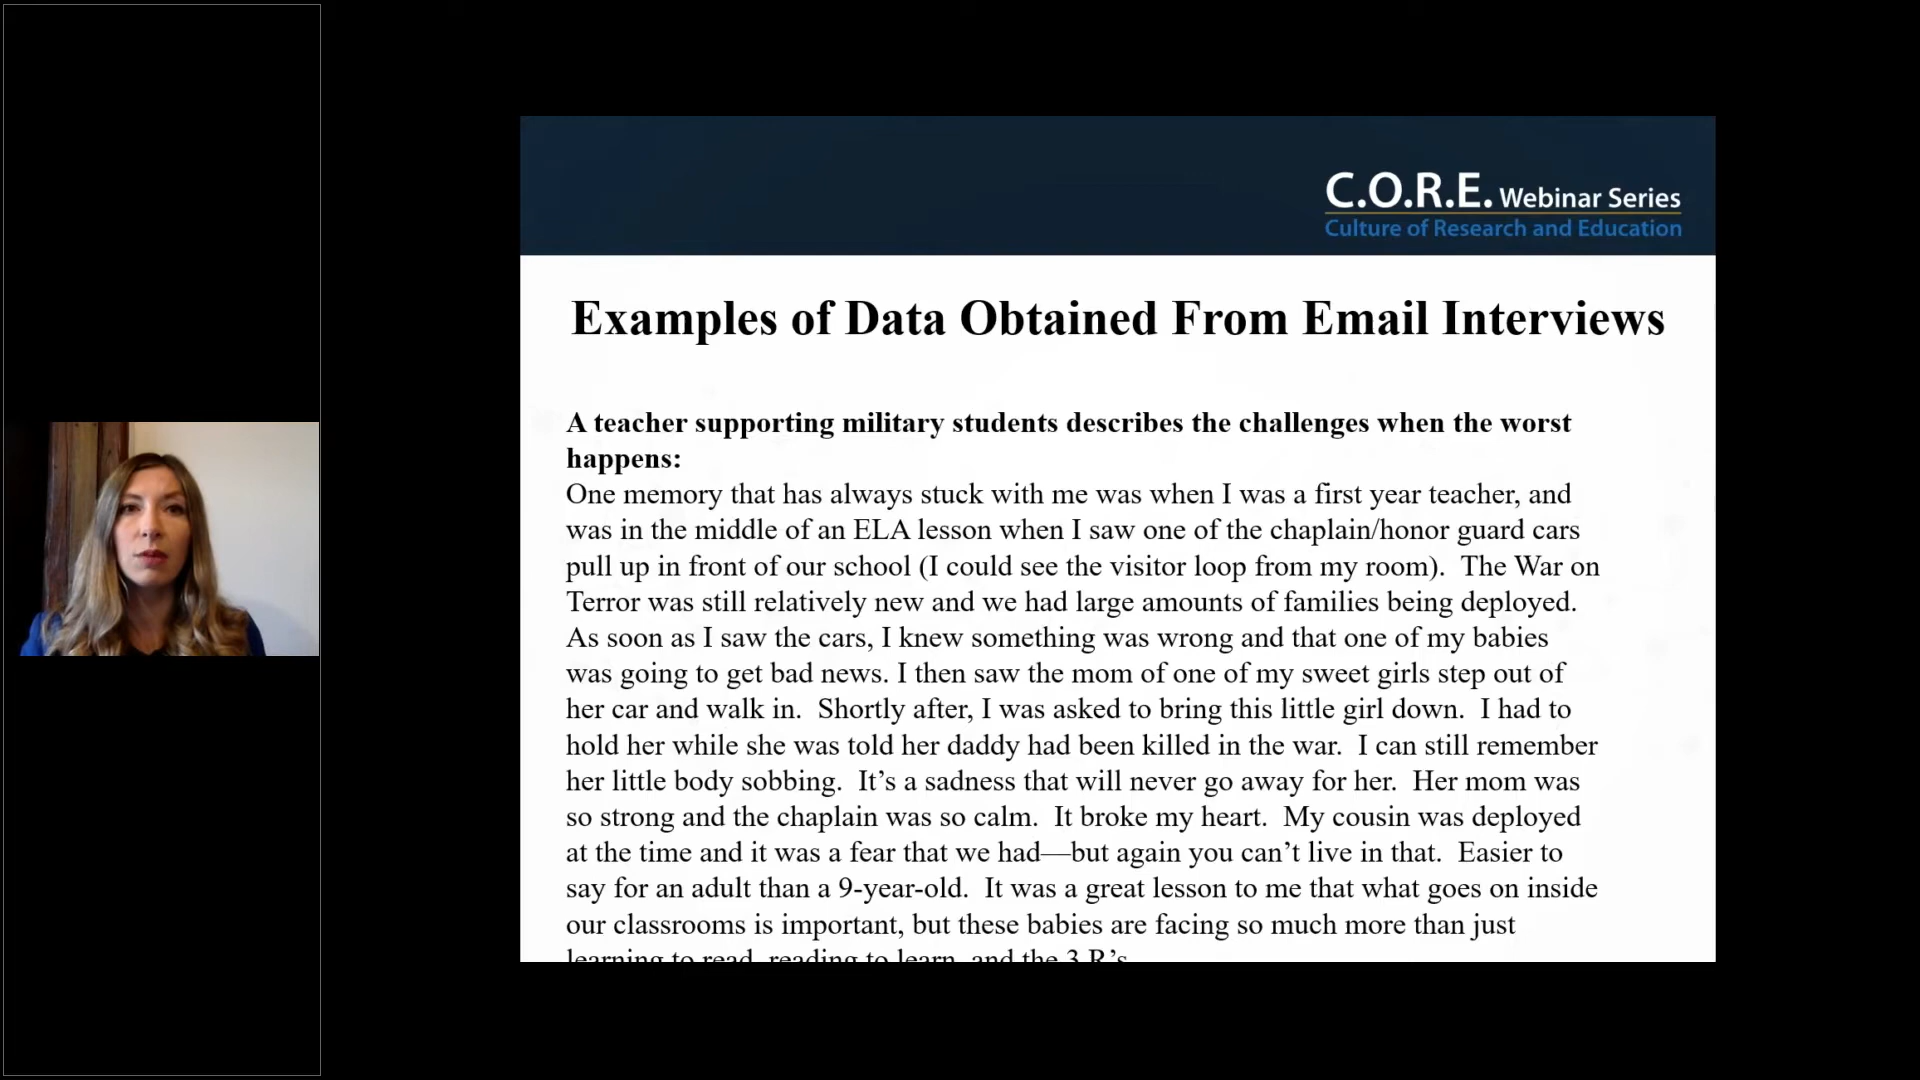 C.O.R.E. Webinar Series
Culture of Research and Education
Examples of Data Obtained From Email Interviews
A teacher supporting military students describes the challenges when the worst
happens:
One memory that has always stuck with me was when I was a first year teacher, and
was in the middle of an ELA lesson when I saw one of the chaplain/honor guard cars
pull up in front of our school (I could see the visitor loop from my room).  The War on
Terror was still relatively new and we had large amounts of families being deployed.
As soon as I saw the cars, I knew something was wrong and that one of my babies
was going to get bad news. I then saw the mom of one of my sweet girls step out of
her car and walk in.  Shortly after, I was asked to bring this little girl down.  I had to
hold her while she was told her daddy had been killed in the war.  I can still remember
her little body sobbing.  It’s a sadness that will never go away for her.  Her mom was
so strong and the chaplain was so calm.  It broke my heart.  My cousin was deployed
at the time and it was a fear that we had—but again you can’t live in that.  Easier to
say for an adult than a 9-year-old.  It was a great lesson to me that what goes on inside
our classrooms is important, but these babies are facing so much more than just
learning to read, reading to learn, and the 3 R’s